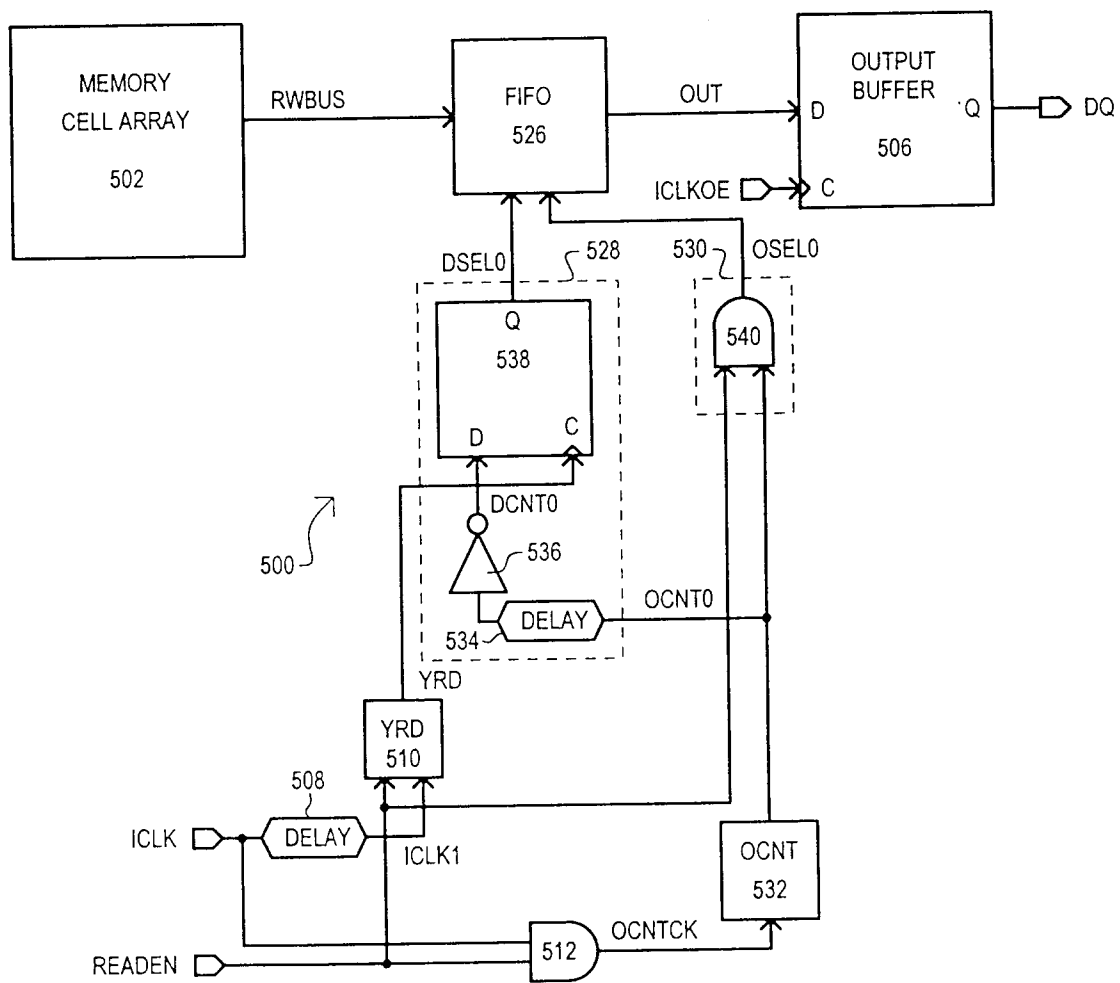 MEMORY
CELL ARRAY
502
RWBUS
FIFO
526
OUT
OUTPUT
BUFFER
506
D
Q
C
DQ
ICLKOE
DSEL0
528
530
OSEL0
Q
538
D
C
540
DCNT0
536
500
DELAY
534
OCNT0
YRD
YRD
510
508
ICLK
DELAY
ICLK1
OCNT
532
READEN
512
OCNTCK